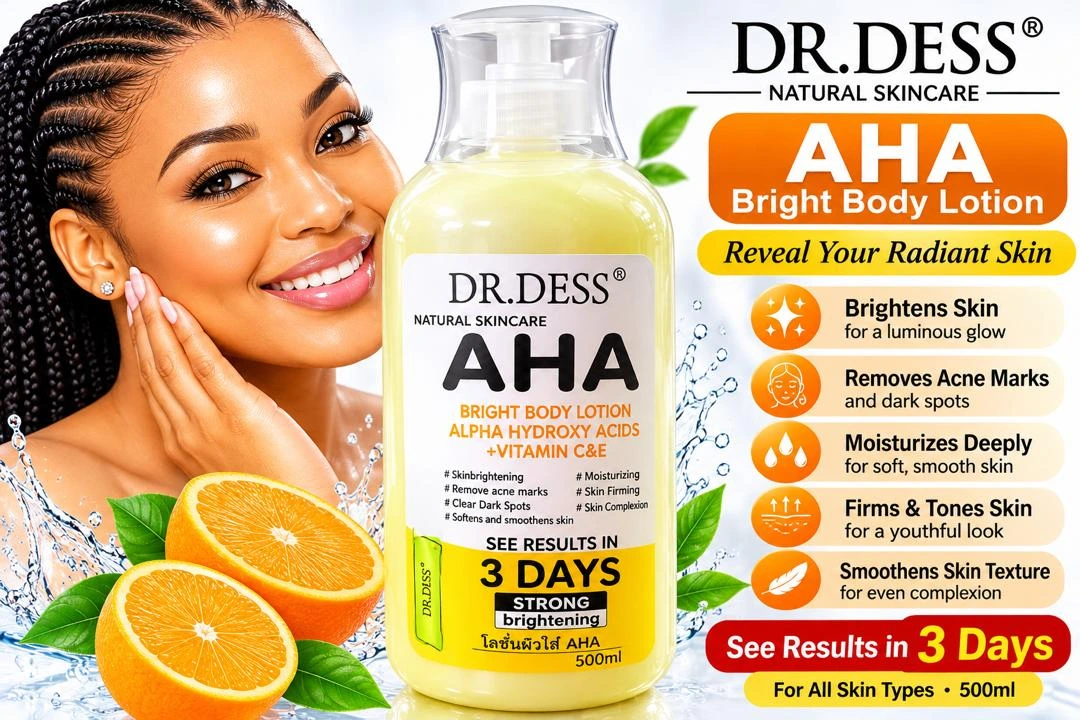 DR.DESS®
NATURAL SKINCARE
AHA
BRIGHT BODY LOTION
ALPHA HYDROXY ACIDS
+VITAMIN C&E
# Skinbrightening
# Remove acne marks
# Clear Dark Spots
# Softens and smoothens skin
# Moisturizing
# Skin Firming
# Skin Complexion
SEE RESULTS IN
3 DAYS
STRONG
brightening
โลชั่นผิวใส่ AHA
500ml
DR.DESS®
DR.DESS®
NATURAL SKINCARE
AHA
Bright Body Lotion
Reveal Your Radiant Skin
Brightens Skin
for a luminous glow
Removes Acne Marks
and dark spots
Moisturizes Deeply
for soft, smooth skin
Firms & Tones Skin
for a youthful look
Smoothens Skin Texture
for even complexion
See Results in 3 Days
For All Skin Types • 500ml